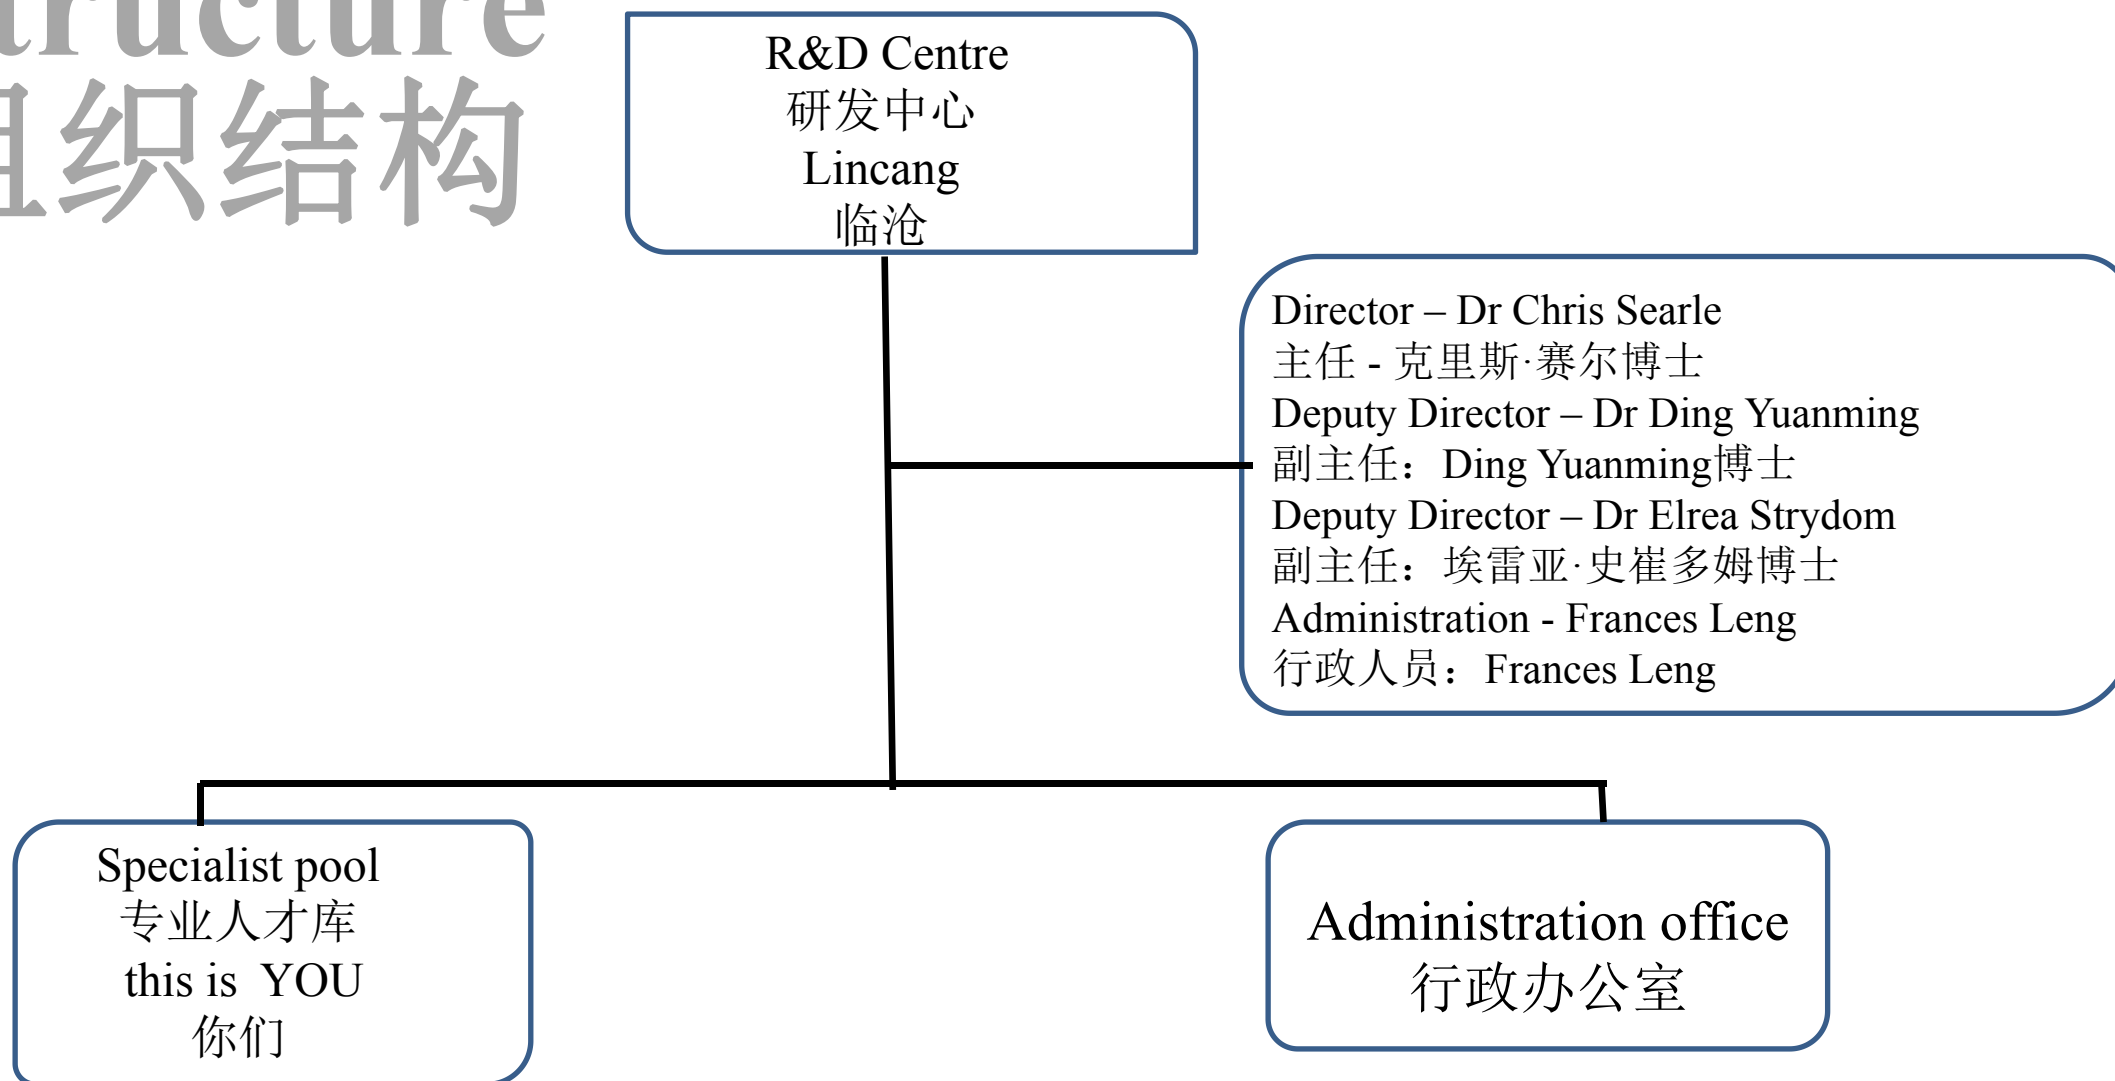 tructure
组织结构
R&D Centre
研发中心
Lincang
临沧
Director – Dr Chris Searle
主任 - 克里斯·赛尔博士
Deputy Director – Dr Ding Yuanming
副主任：Ding Yuanming博士
Deputy Director – Dr Elrea Strydom
副主任：埃雷亚·史崔多姆博士
Administration - Frances Leng
行政人员：Frances Leng
Specialist pool
专业人才库
this is YOU
你们
Administration office
行政办公室